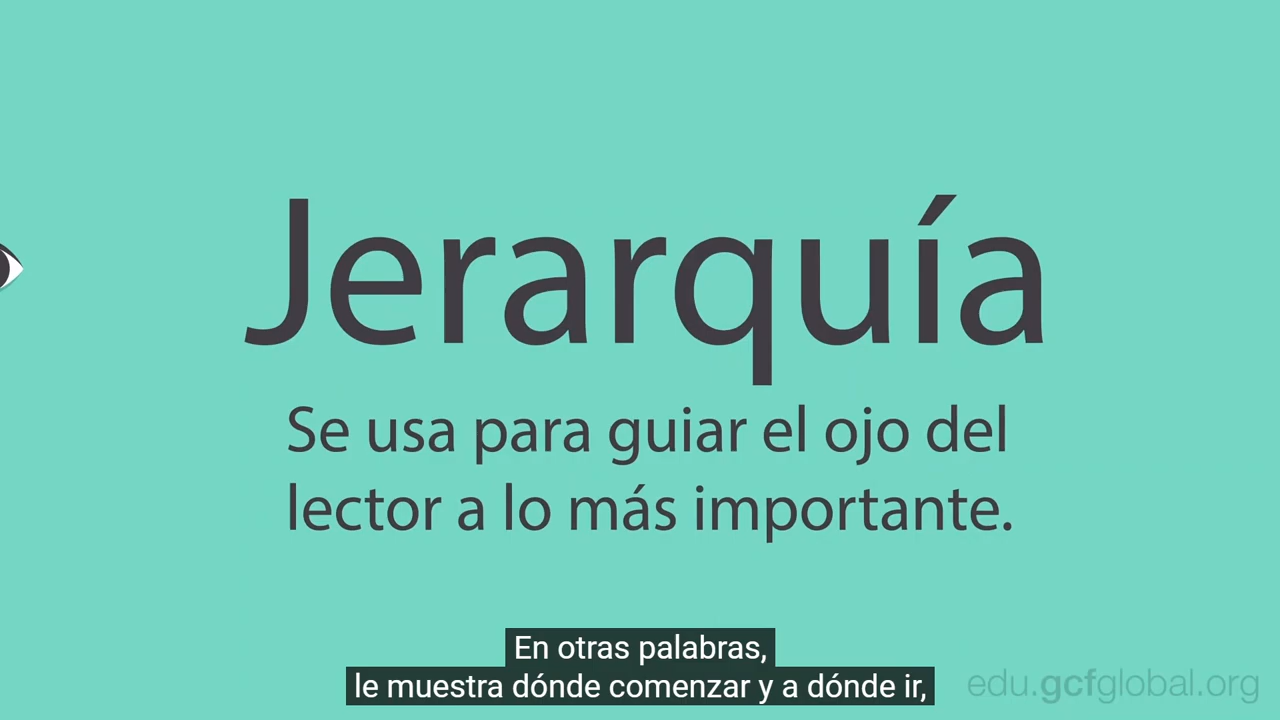 Jerarquía
Se usa para guiar el ojo del
lector a lo más importante.
En otras palabras,
le muestra dónde comenzar y a dónde ir,
edu.gcfglobal.org